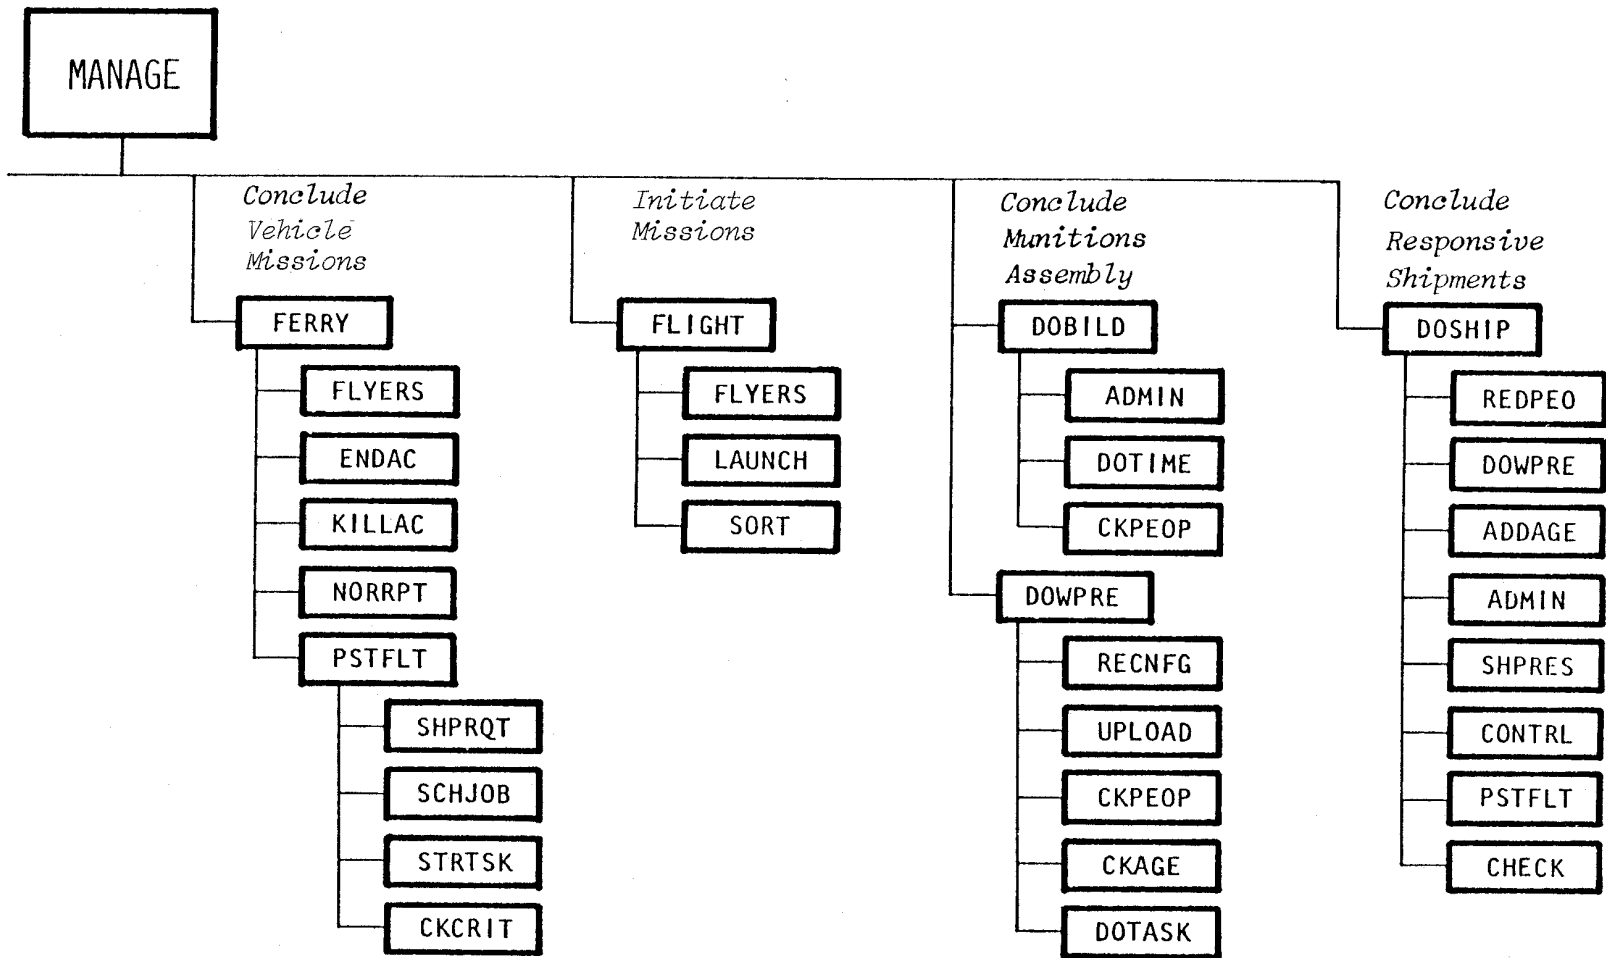 MANAGE
Conclude
Vehicle
Missions
FERRY
FLYERS
ENDAC
KILLAC
NORRPT
PSTFLT
SHPRQT
SCHJOB
STRTSK
CKCRIT
Initiate
Missions
FLIGHT
FLYERS
LAUNCH
SORT
Conclude
Munitions
Assembly
DOBILD
ADMIN
DOTIME
CKPEOP
DOWPRE
RECNFG
UPLOAD
CKPEOP
CKAGE
DOTASK
Conclude
Responsive
Shipments
DOSHIP
REDPEO
DOWPRE
ADDAGE
ADMIN
SHPRES
CONTRL
PSTFLT
CHECK